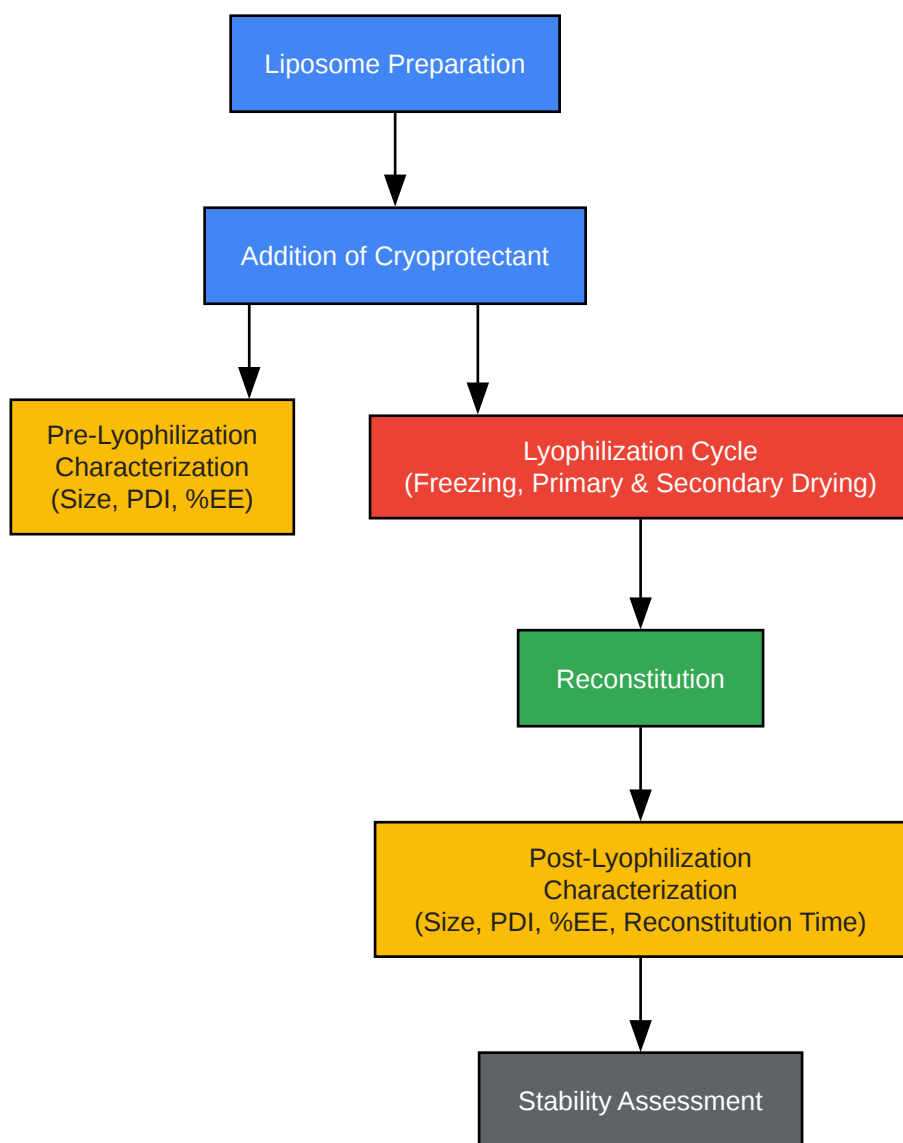 Liposome Preparation
Addition of Cryoprotectant
Pre-Lyophilization
Characterization
(Size, PDI, %EE)
Lyophilization Cycle
(Freezing, Primary & Secondary Drying)
Reconstitution
Post-Lyophilization
Characterization
(Size, PDI, %EE, Reconstitution Time)
Stability Assessment